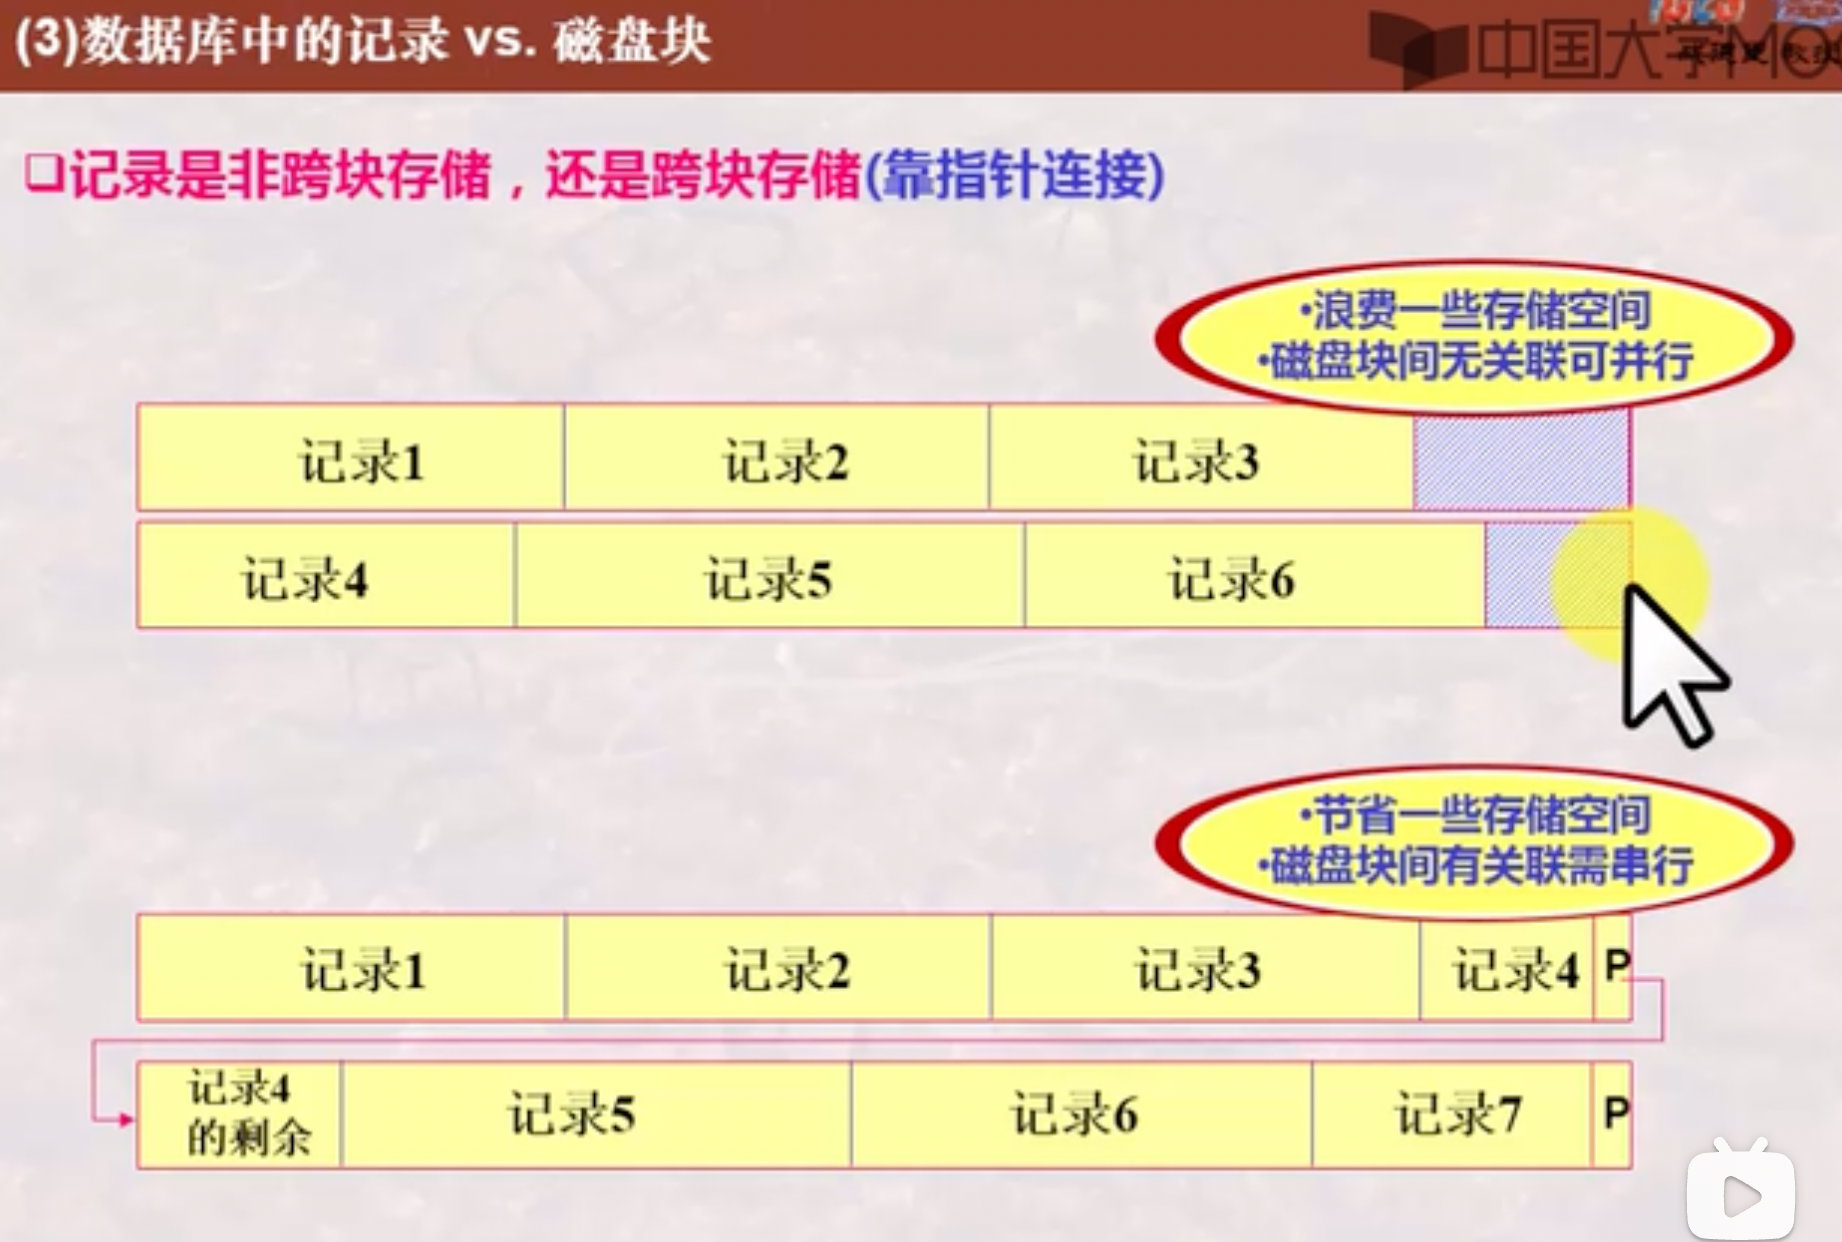 (3)数据库中的记录 vs. 磁盘块
中国大学MO
❑记录是非跨块存储，还是跨块存储(靠指针连接)
•浪费一些存储空间
•磁盘块间无关联可并行
记录1 记录2 记录3
记录4 记录5 记录6
•节省一些存储空间
•磁盘块间有关联需串行
记录1 记录2 记录3 记录4 P
记录4
的剩余 记录5 记录6 记录7 P